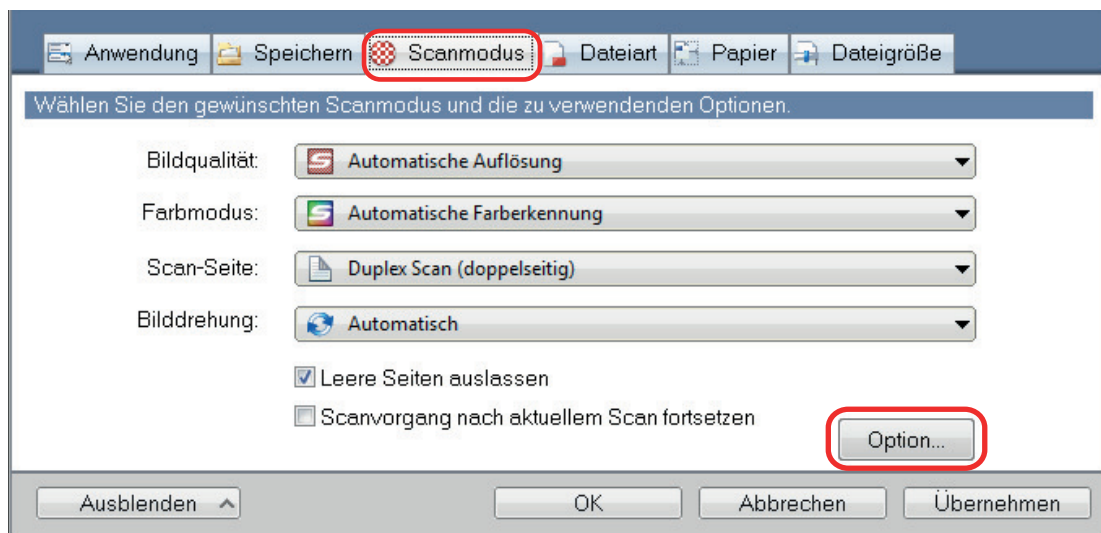 Anwendung Speichern Scanmodus Dateiart Papier Dateigröße
Wählen Sie den gewünschten Scanmodus und die zu verwendenden Optionen.
Bildqualität: Automatische Auflösung
Farbmodus: Automatische Farberkennung
Scan-Seite: Duplex Scan (doppelseitig)
Bilddrehung: Automatisch
Leere Seiten auslassen
Scanvorgang nach aktuellem Scan fortsetzen
Option...
Ausblenden OK Abbrechen Übernehmen